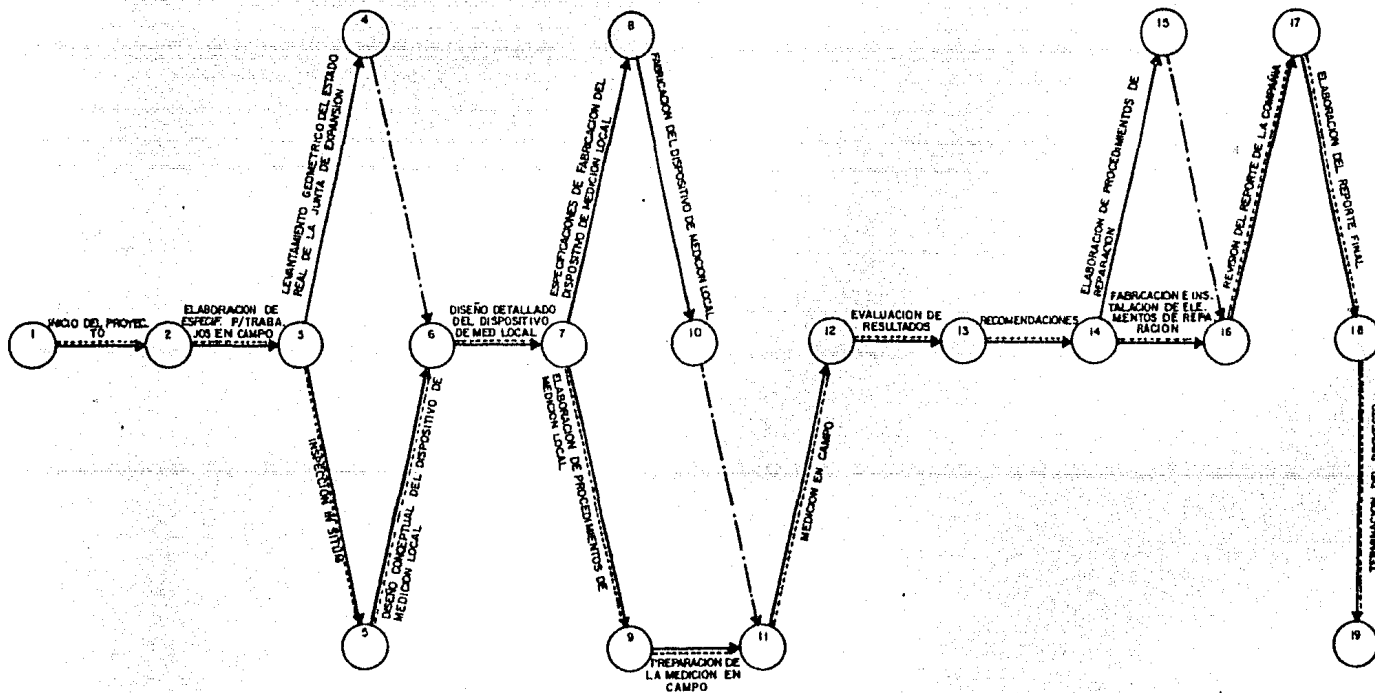 4
8
15
17
LEVANTAMIENTO GEOMETRICO DEL ESTADO
REAL DE LA JUNTA DE EXPANSION
ESPECIFICACIONES DE FABRICACION DEL
DISPOSITIVO DE MEDICION LOCAL
FABRICACION DEL DISPOSITIVO DE MEDICION LOCAL
ELABORACION DE PROCEDIMIENTOS DE
REPARACION
REVISION DEL REPORTE DE LA COMPAÑIA
ELABORACION DEL REPORTE FINAL
1
INICIO DEL PROYEC-
TO
2
ELABORACION DE
ESPECIF. P/TRABA
JOS EN CAMPO
3
6
DISEÑO DETALLADO
DEL DISPOSITIVO
DE MED LOCAL
7
10
12
EVALUACION DE
RESULTADOS
13
RECOMENDACIONES
14
FABRICACION E INS.
TALACION DE ELE-
MENTOS DE REPA
RACION
16
18
INSPECCION IN SITU
DISEÑO CONCEPTUAL DEL DISPOSITIVO DE
MEDICION LOCAL
ELABORACION DE PROCEDIMIENTOS DE
MEDICION LOCAL
MEDICION EN CAMPO
TERMINACION DEL PROYECTO
5
9
PREPARACION DE
LA MEDICION EN
CAMPO
11
19